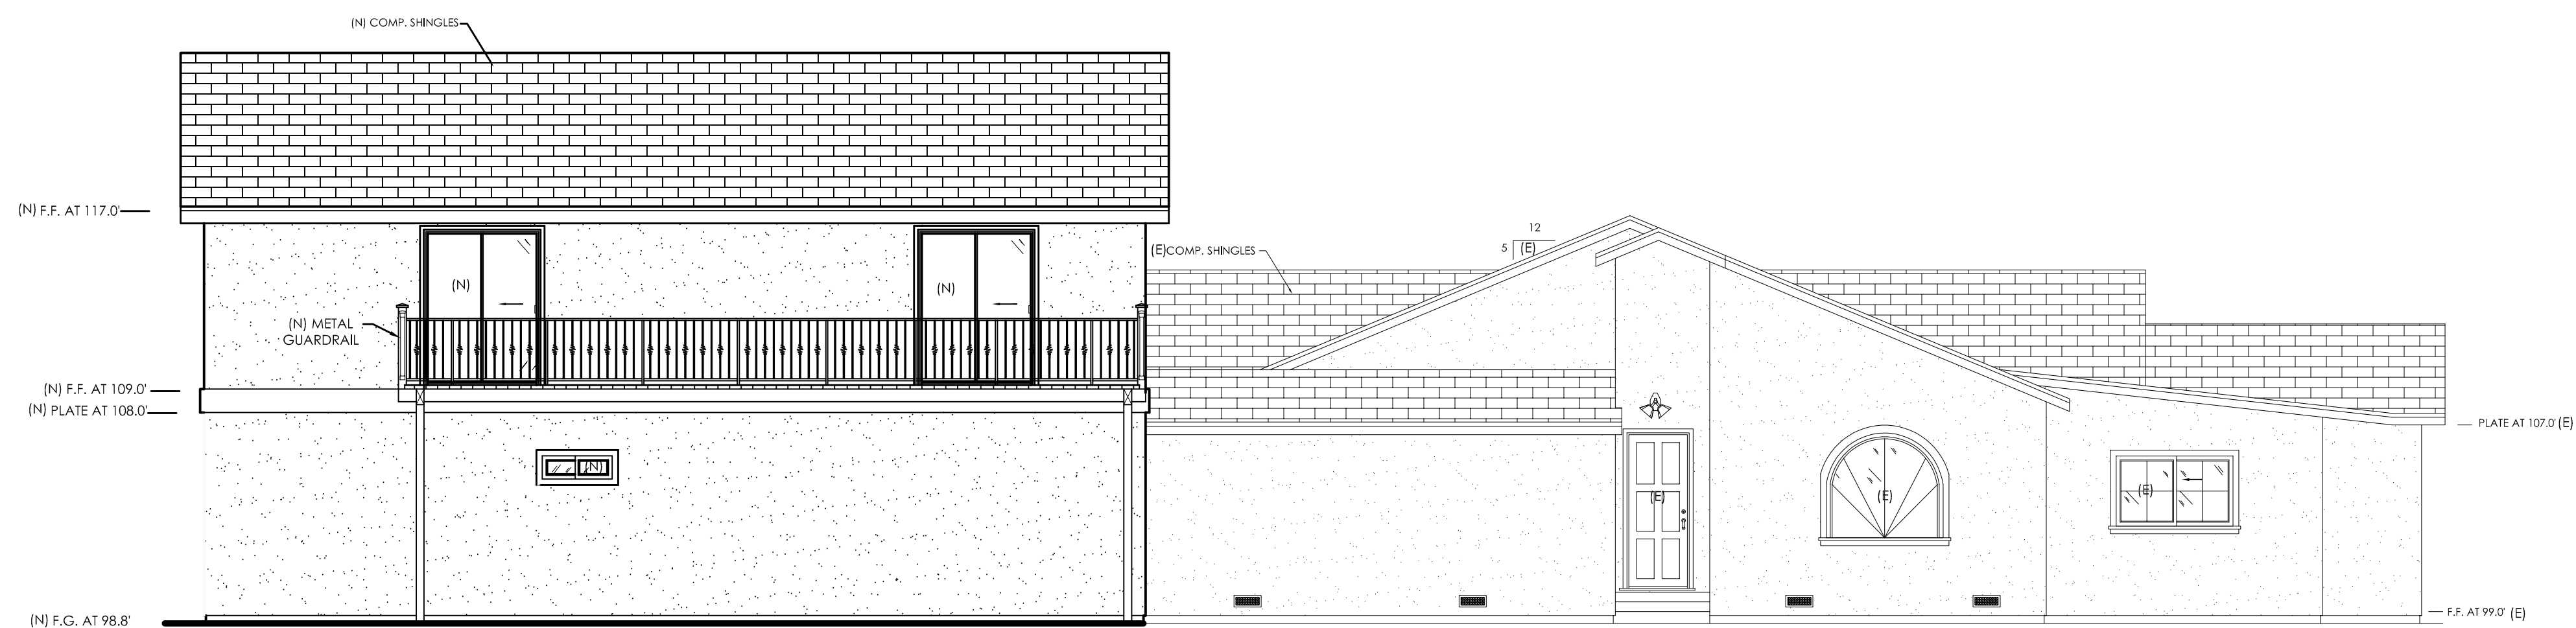 (N) COMP. SHINGLES
(N) F.F. AT 117.0'
12
5 (E)
(E)COMP. SHINGLES
(N)
(N)
(N) METAL
GUARDRAIL
(N) F.F. AT 109.0'
(N) PLATE AT 108.0'
PLATE AT 107.0' (E)
(N)
(E)
(E)
(E)
(N) F.G. AT 98.8'
F.F. AT 99.0' (E)